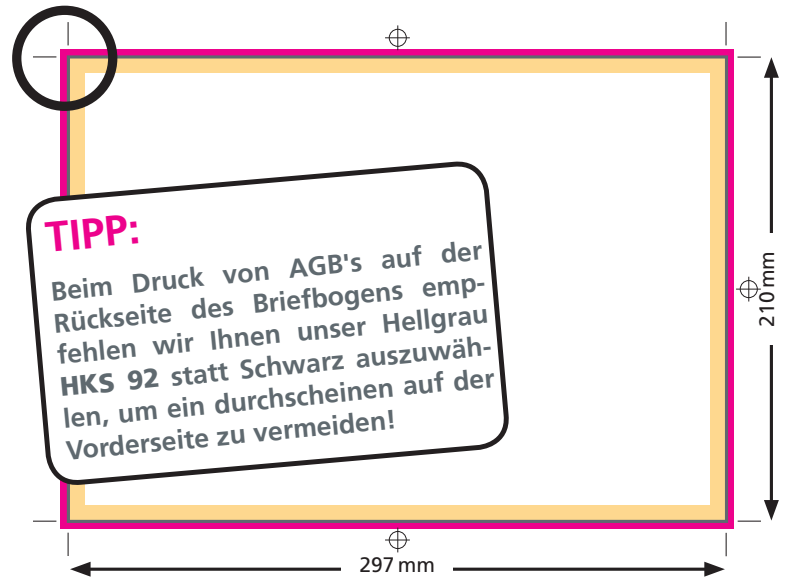 TIPP:
Beim Druck von AGB's auf der
Rückseite des Briefbogens emp-
fehlen wir Ihnen unser Hellgrau
HKS 92 statt Schwarz auszuwäh-
len, um ein durchscheinen auf der
Vorderseite zu vermeiden!
210 mm
297 mm